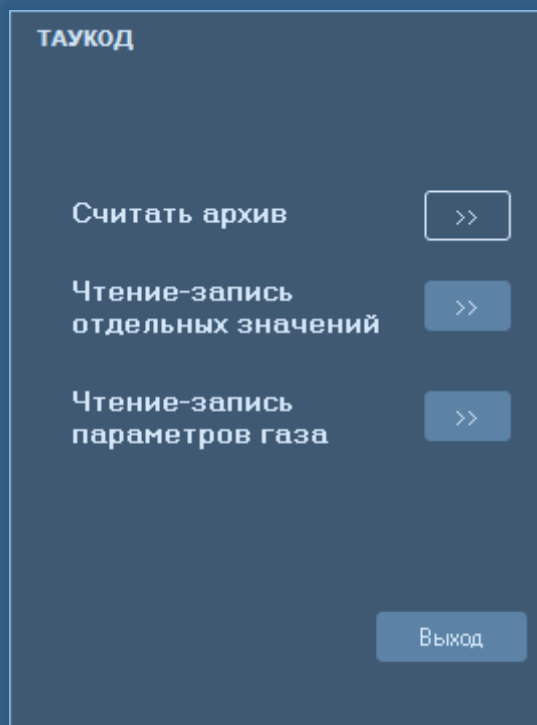 ТАУКОД
Считать архив
>>
Чтение-запись
отдельных значений
>>
Чтение-запись
параметров газа
>>
Выход